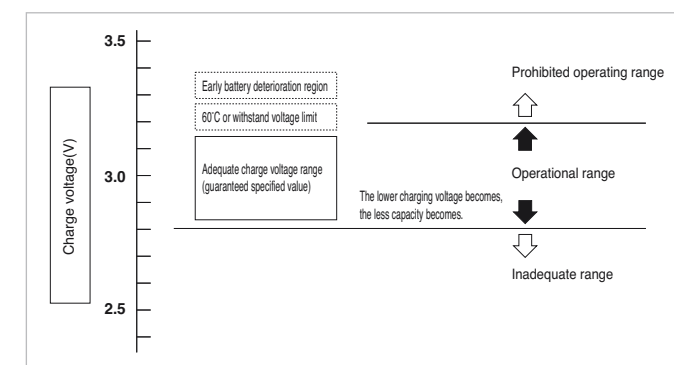 3.5
Prohibited operating range
Early battery deterioration region
60˚C or withstand voltage limit
Charge voltage(V)
3.0
Adequate charge voltage range
(guaranteed specified value)
Operational range
The lower charging voltage becomes,
the less capacity becomes.
Inadequate range
2.5